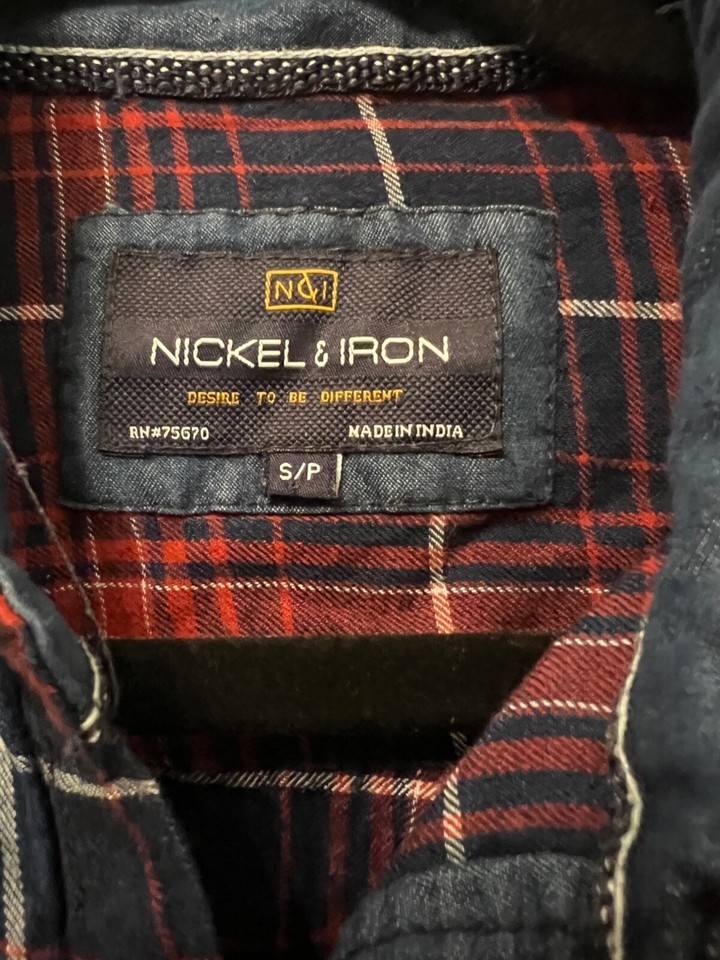 N&I
NICKEL & IRON
DESIRE TO BE DIFFERENT
RN#75670 MADE IN INDIA
S/P